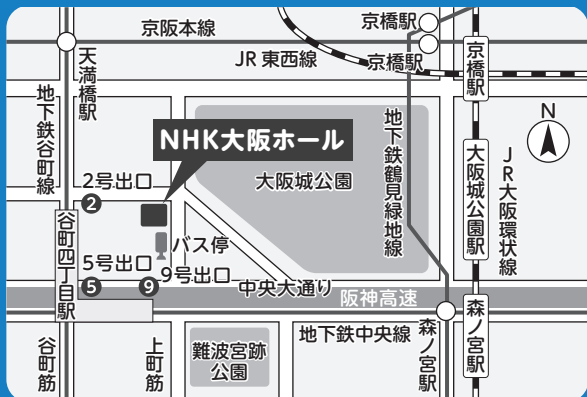 京橋駅
京阪本線
JR東西線
京橋駅
京橋駅
天満橋駅
地下鉄谷町線
N
NHK大阪ホール
地下鉄鶴見緑地線
大阪城公園駅
JR大阪環状線
2号出口
大阪城公園
2
谷町四丁目駅
バス停
5号出口
9号出口
5
9
中央大通り
阪神高速
地下鉄中央線
森ノ宮駅
森ノ宮駅
谷町筋
上町筋
難波宮跡
公園